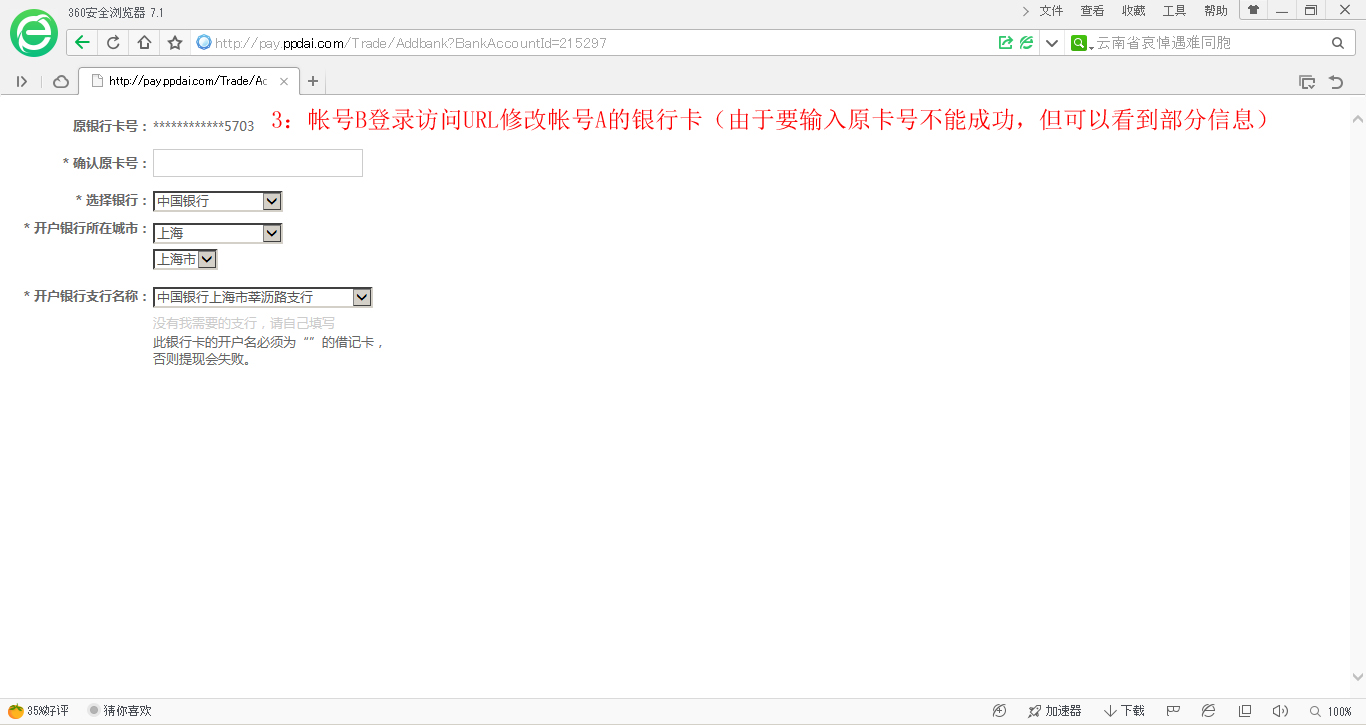 360安全浏览器 7.1
文件 查看 收藏 工具 帮助
http://pay.ppdai.com/Trade/Addbank?BankAccountId=215297
云南省哀悼遇难同胞
http://pay.ppdai.com/Trade/Ac
3：帐号B登录访问URL修改帐号A的银行卡（由于要输入原卡号不能成功，但可以看到部分信息）
原银行卡号：************5703
* 确认原卡号：
* 选择银行：中国银行
* 开户银行所在城市：上海
上海市
* 开户银行支行名称：中国银行上海市莘沥路支行
没有我需要的支行，请自己填写
此银行卡的开户名必须为“”的借记卡，
否则提现会失败。
35%好评 猜你喜欢 加速器 下载 100%